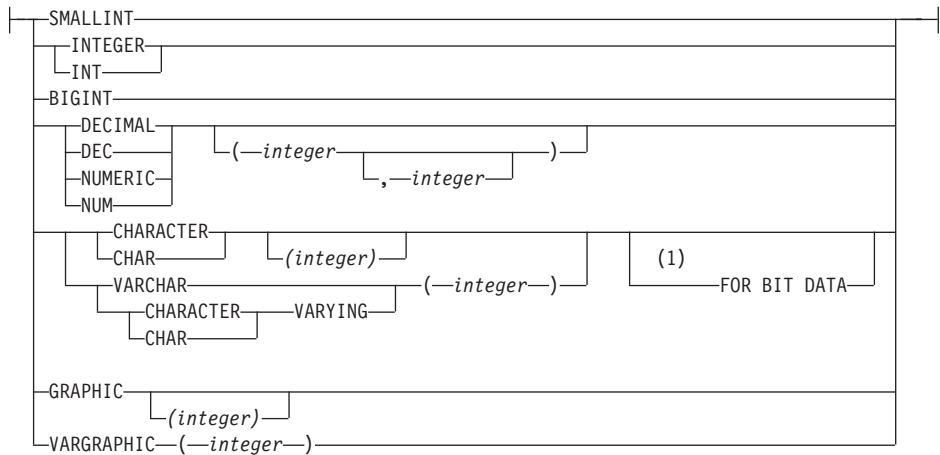 SMALLINT
INTEGER
INT
BIGINT
DECIMAL
DEC
( integer )
NUMERIC
, integer
NUM
CHARACTER
CHAR
(integer)
(1)
VARCHAR
( integer )
FOR BIT DATA
CHARACTER
VARYING
CHAR
GRAPHIC
(integer)
VARGRAPHIC ( integer )